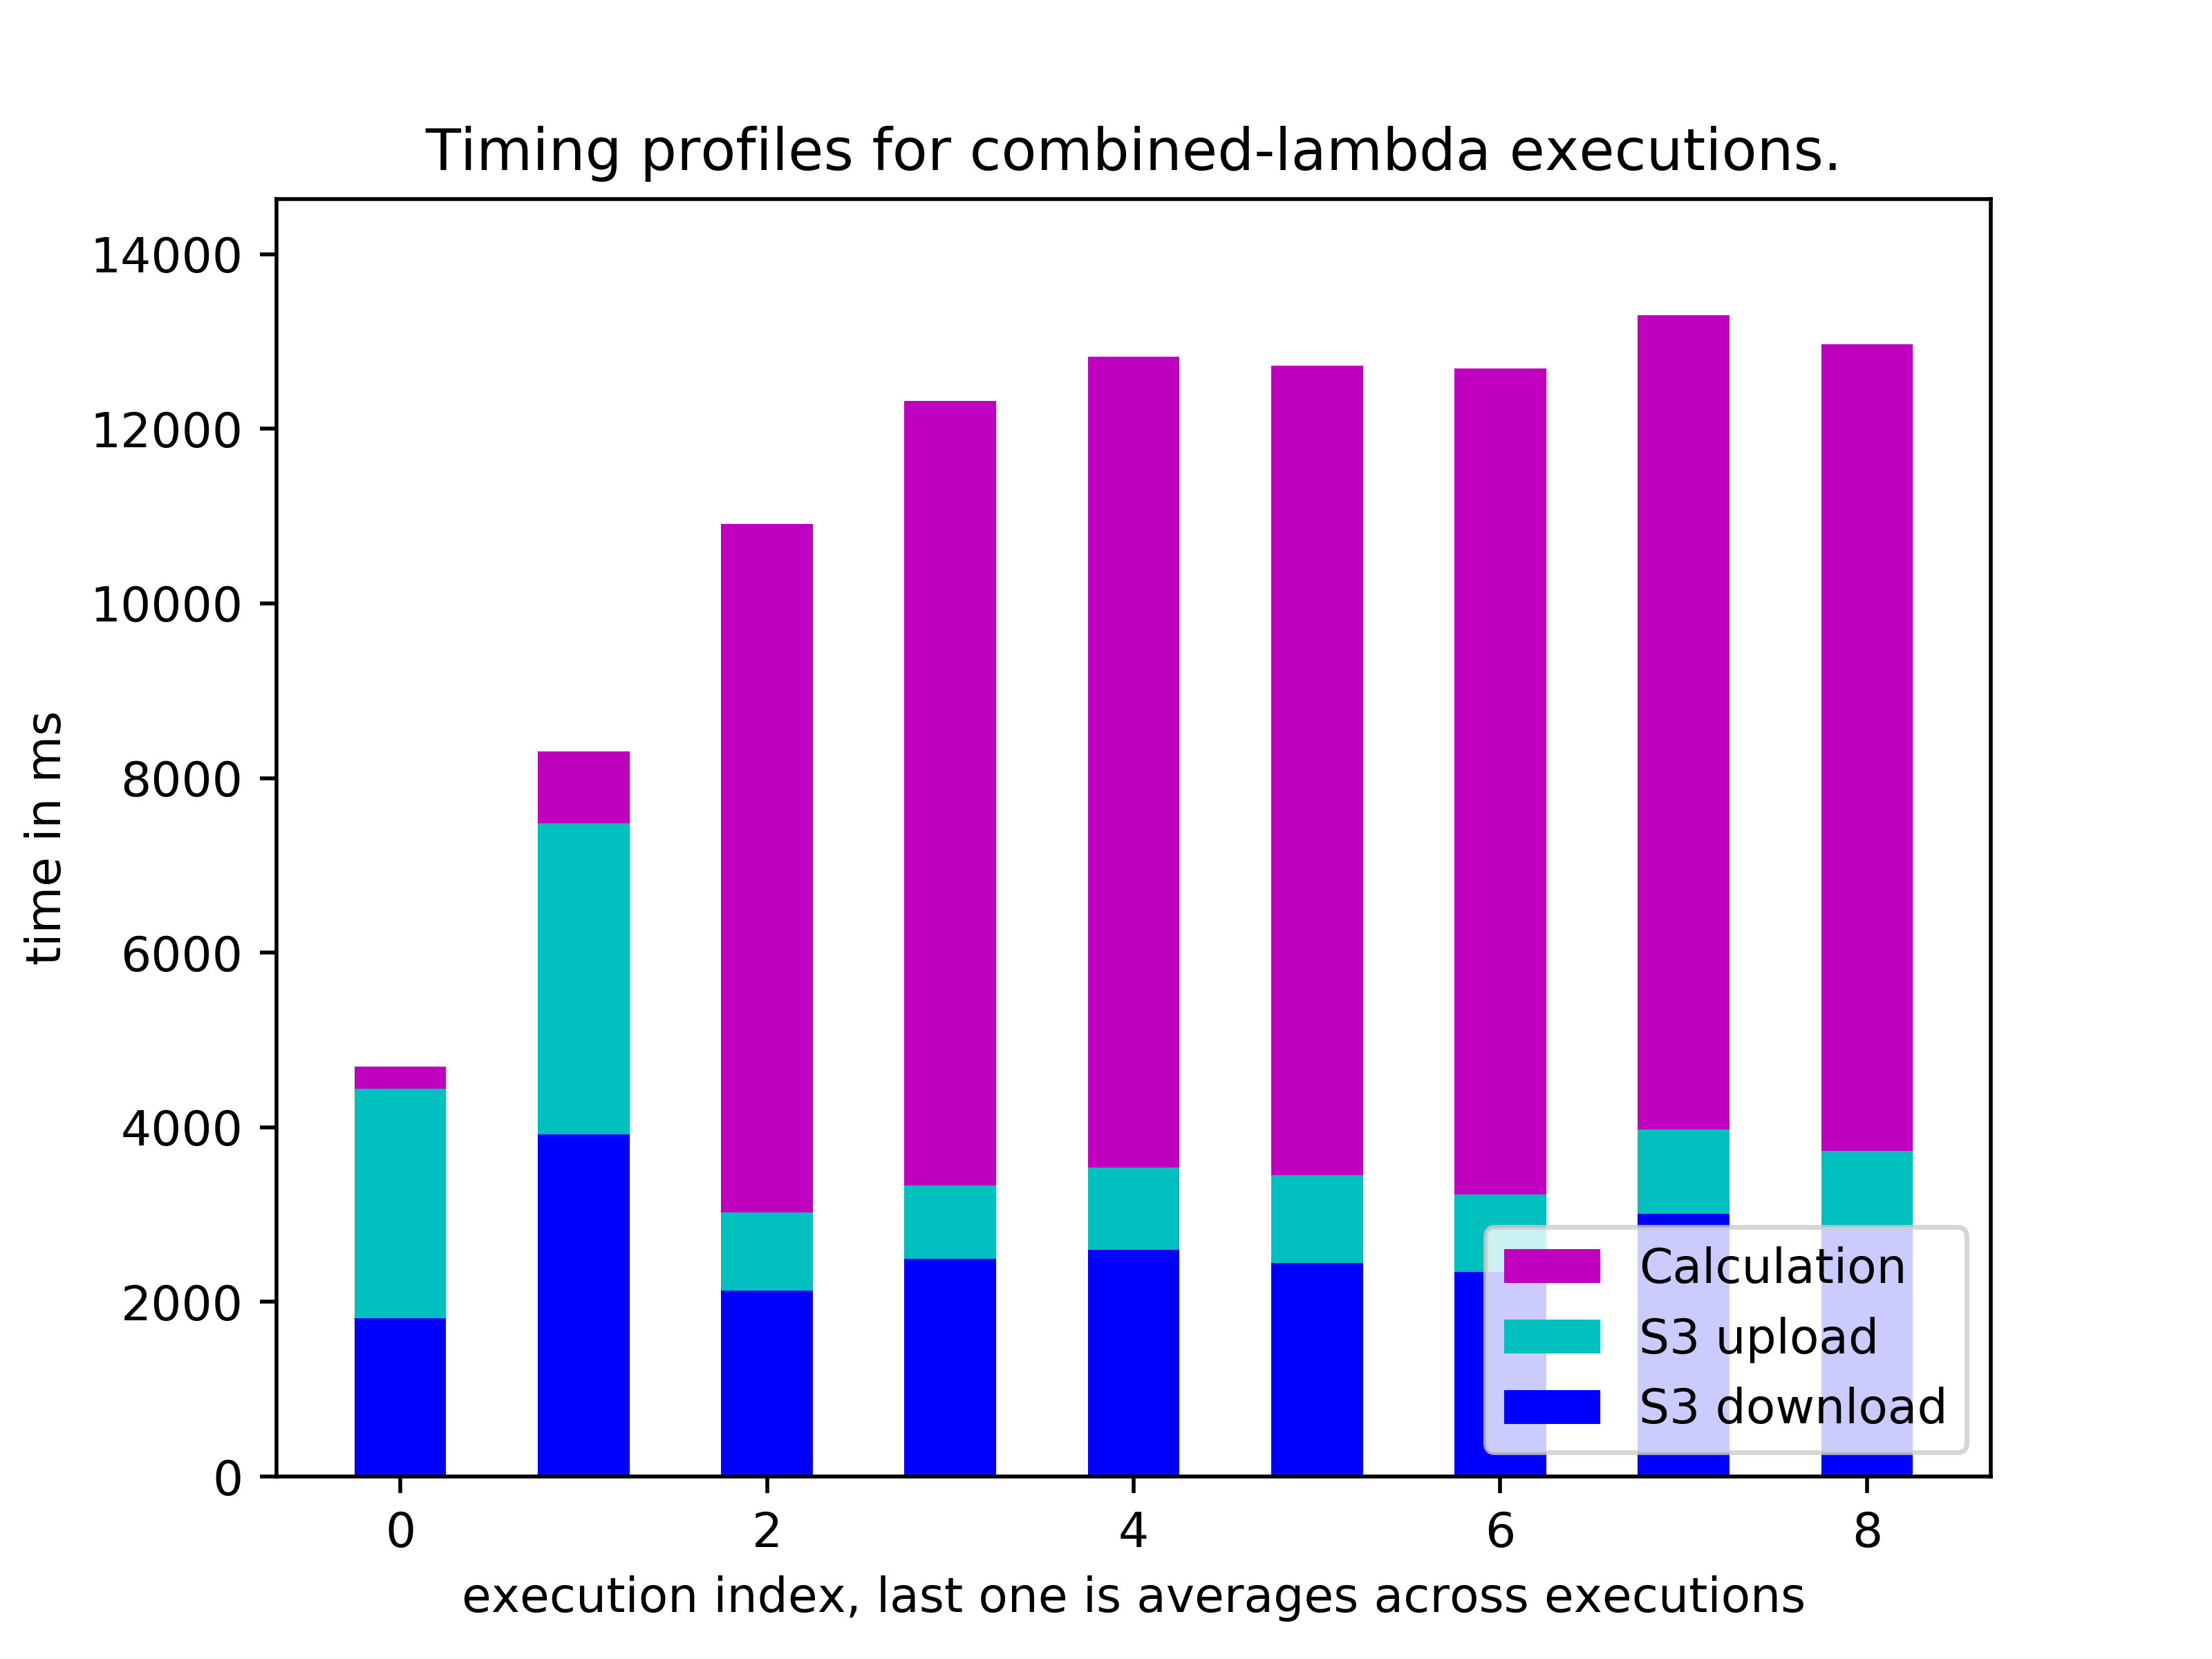 Timing profiles for combined-lambda executions.
14000
12000
10000
8000
6000
4000
2000
0
time in ms
Calculation
S3 upload
S3 download
0 2 4 6 8
execution index, last one is averages across executions